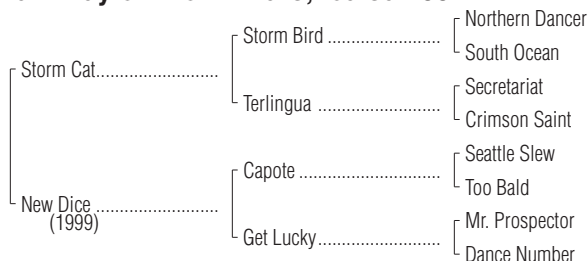 Northern Dancer
Storm Bird ..........................
South Ocean
Storm Cat..........................
Secretariat
Terlingua ..........................
Crimson Saint
Seattle Slew
Capote ..............................
Too Bald
New Dice ..........................
(1999)
Mr. Prospector
Get Lucky..........................
Dance Number